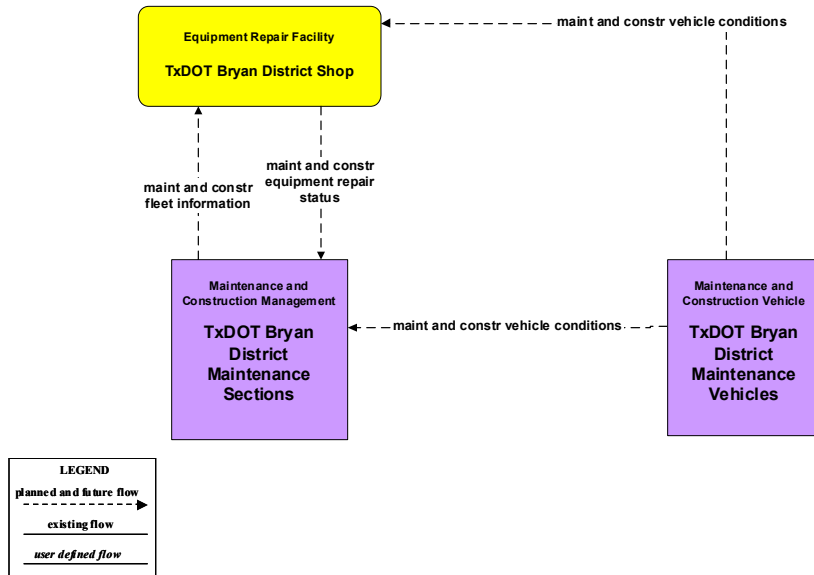 Equipment Repair Facility
TxDOT Bryan District Shop
maint and constr vehicle conditions
maint and constr
fleet information
maint and constr
equipment repair
status
Maintenance and
Construction Management
TxDOT Bryan
District
Maintenance
Sections
maint and constr vehicle conditions
Maintenance and
Construction Vehicle
TxDOT Bryan
District
Maintenance
Vehicles
LEGEND
planned and future flow
existing flow
user defined flow